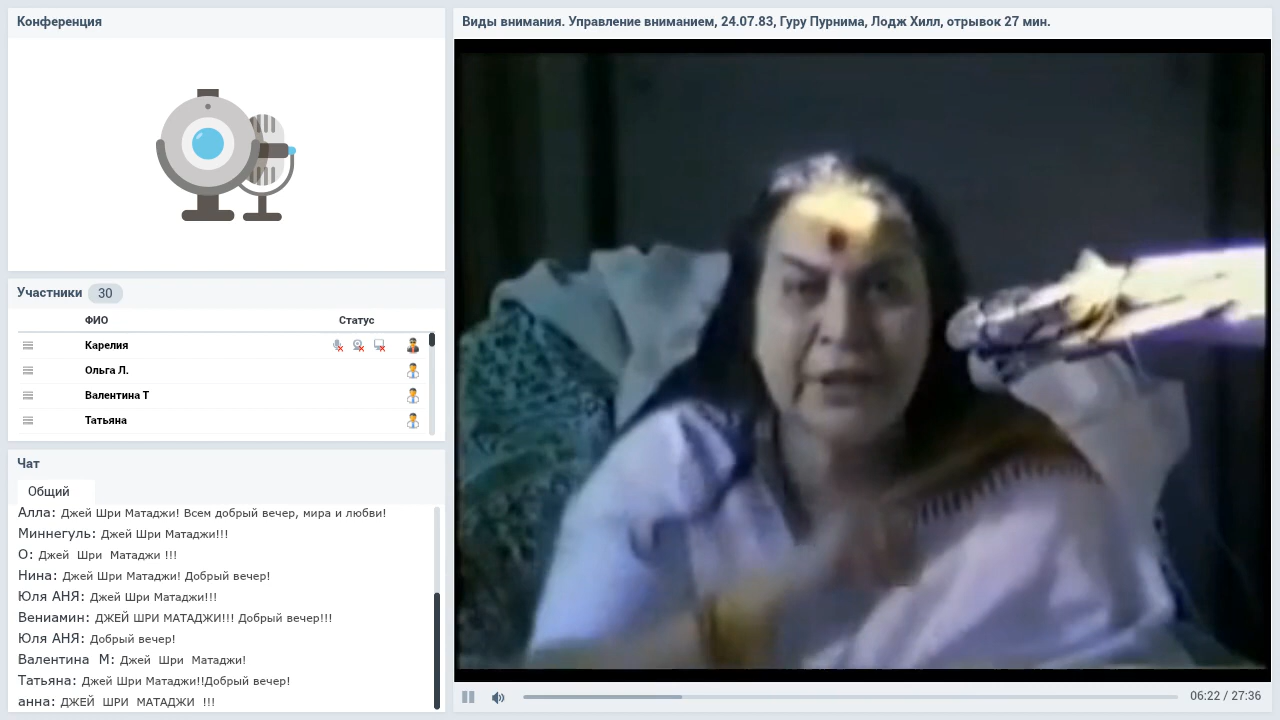 Конференция
Виды внимания. Управление вниманием, 24.07.83, Гуру Пурнима, Лодж Хилл, отрывок 27 мин.
Участники 30
ФИО Статус
Карелия
Ольга Л.
Валентина Т
Татьяна
Чат
Общий
Алла: Джей Шри Матаджи! Всем добрый вечер, мира и любви!
Миннегуль: Джей Шри Матаджи!!!
О: Джей Шри Матаджи !!!
Нина: Джей Шри Матаджи! Добрый вечер!
Юля АНЯ: Джей Шри Матаджи!!!
Вениамин: ДЖЕЙ ШРИ МАТАДЖИ!!! Добрый вечер!!!
Юля АНЯ: Добрый вечер!
Валентина М: Джей Шри Матаджи!
Татьяна: Джей Шри Матаджи!!Добрый вечер!
анна: ДЖЕЙ ШРИ МАТАДЖИ !!!
06:22 / 27:36